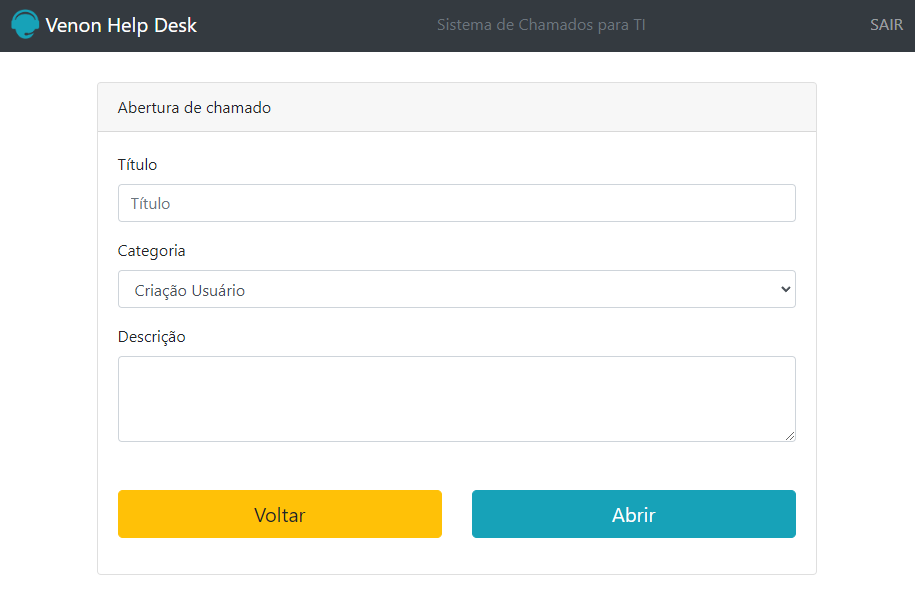 Venon Help Desk
Sistema de Chamados para TI
SAIR
Abertura de chamado
Título
Título
Categoria
Criação Usuário
Descrição
Voltar
Abrir